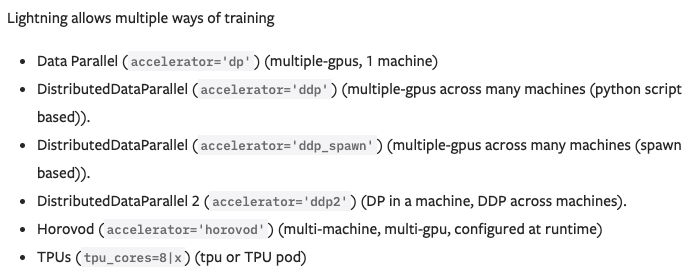 Lightning allows multiple ways of training
• Data Parallel (accelerator='dp') (multiple-gpus, 1 machine)
• DistributedDataParallel (accelerator='ddp') (multiple-gpus across many machines (python script
based)).
• DistributedDataParallel (accelerator='ddp_spawn') (multiple-gpus across many machines (spawn
based)).
• DistributedDataParallel 2 (accelerator='ddp2') (DP in a machine, DDP across machines).
• Horovod (accelerator='horovod') (multi-machine, multi-gpu, configured at runtime)
• TPUs (tpu_cores=8|x) (tpu or TPU pod)